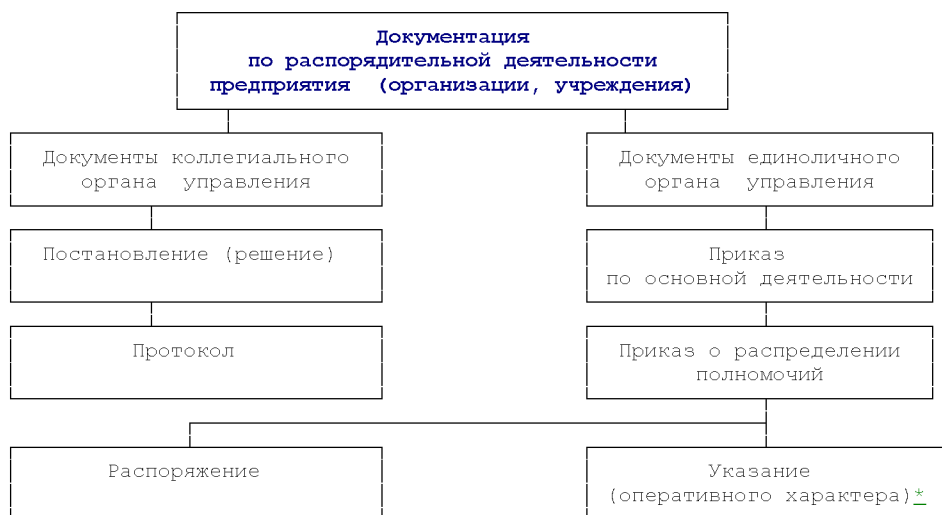 Документация
по распорядительной деятельности
предприятия (организации, учреждения)
Документы коллегиального
органа управления
Документы единоличного
органа управления
Постановление (решение)
Приказ
по основной деятельности
Протокол
Приказ о распределении
полномочий
Распоряжение
Указание
(оперативного характера)*